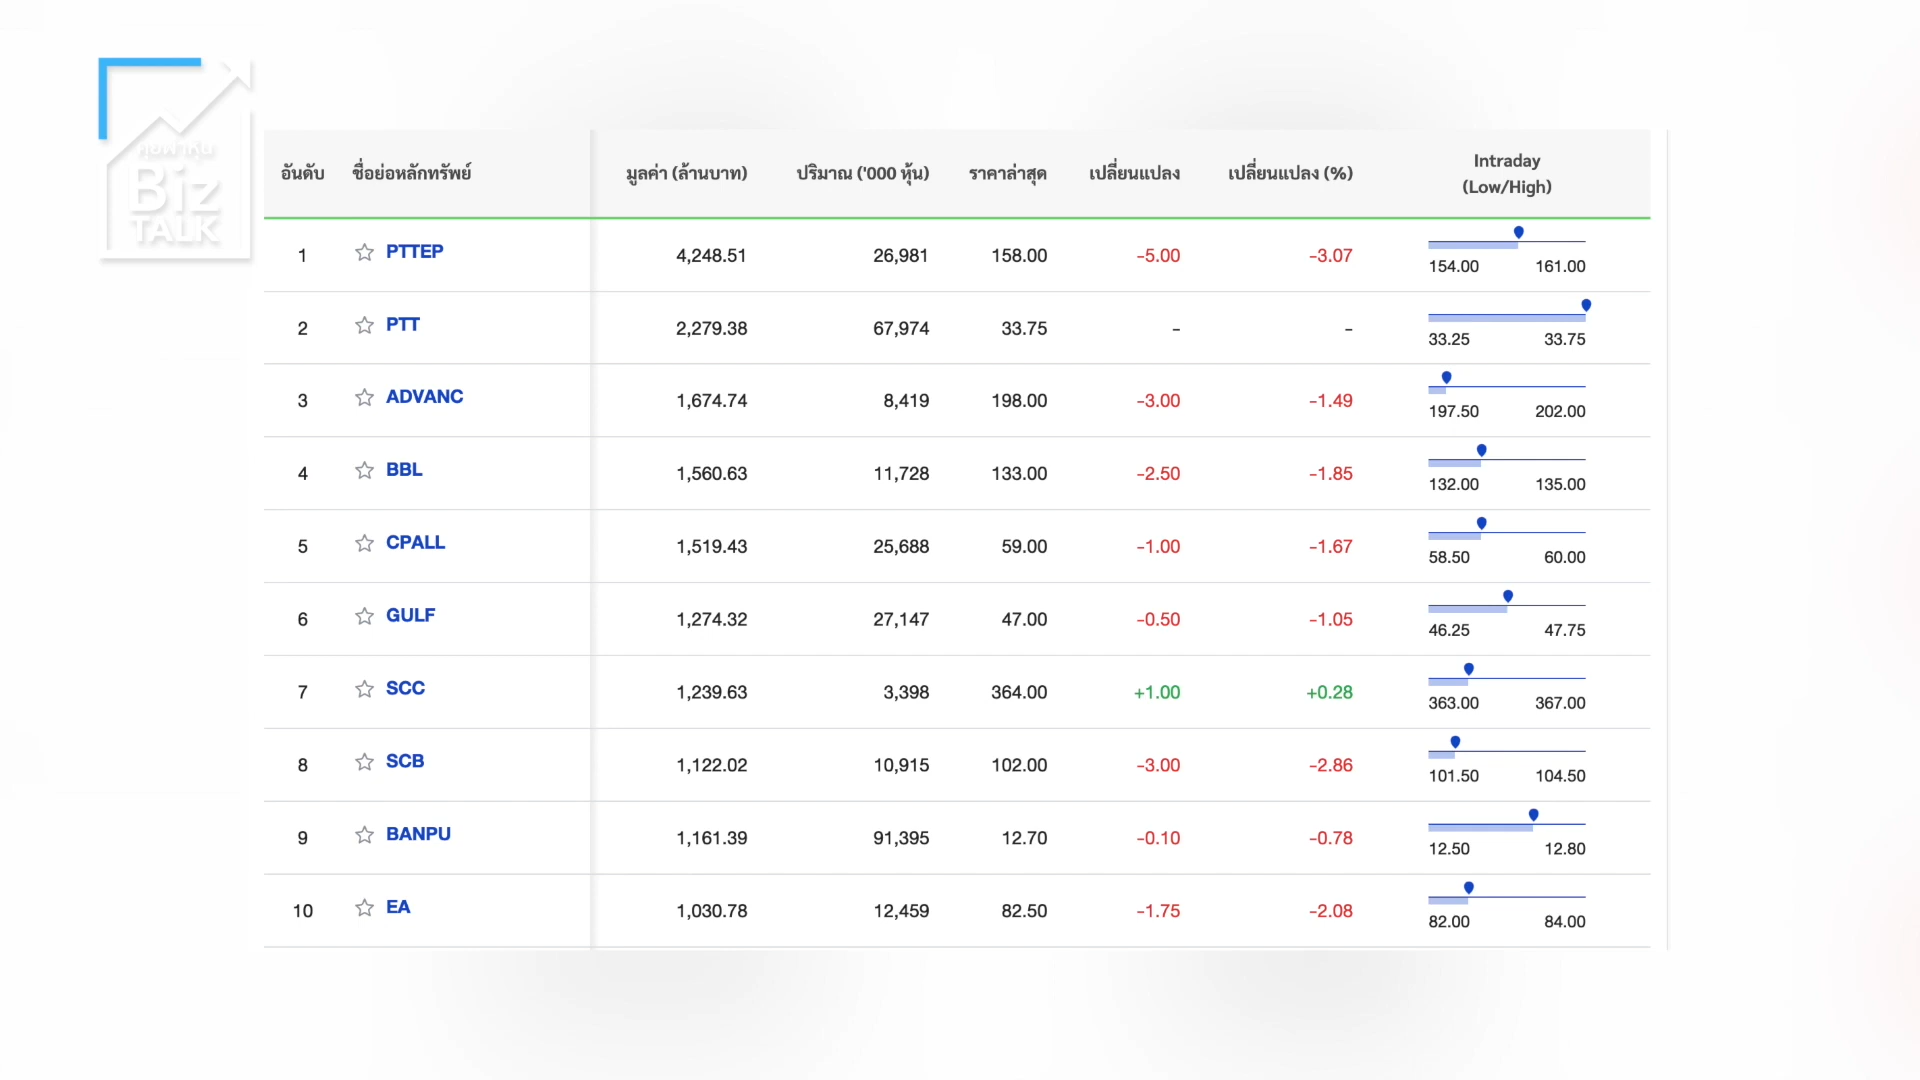 คุยฟ้าหุ้น
Biz
TALK
อันดับ ชื่อย่อหลักทรัพย์ มูลค่า (ล้านบาท) ปริมาณ ('000 หุ้น) ราคาล่าสุด เปลี่ยนแปลง เปลี่ยนแปลง (%) Intraday
(Low/High)
1 PTTEP 4,248.51 26,981 158.00 -5.00 -3.07
154.00 161.00
2 PTT 2,279.38 67,974 33.75 - -
33.25 33.75
3 ADVANC 1,674.74 8,419 198.00 -3.00 -1.49
197.50 202.00
4 BBL 1,560.63 11,728 133.00 -2.50 -1.85
132.00 135.00
5 CPALL 1,519.43 25,688 59.00 -1.00 -1.67
58.50 60.00
6 GULF 1,274.32 27,147 47.00 -0.50 -1.05
46.25 47.75
7 SCC 1,239.63 3,398 364.00 +1.00 +0.28
363.00 367.00
8 SCB 1,122.02 10,915 102.00 -3.00 -2.86
101.50 104.50
9 BANPU 1,161.39 91,395 12.70 -0.10 -0.78
12.50 12.80
10 EA 1,030.78 12,459 82.50 -1.75 -2.08
82.00 84.00